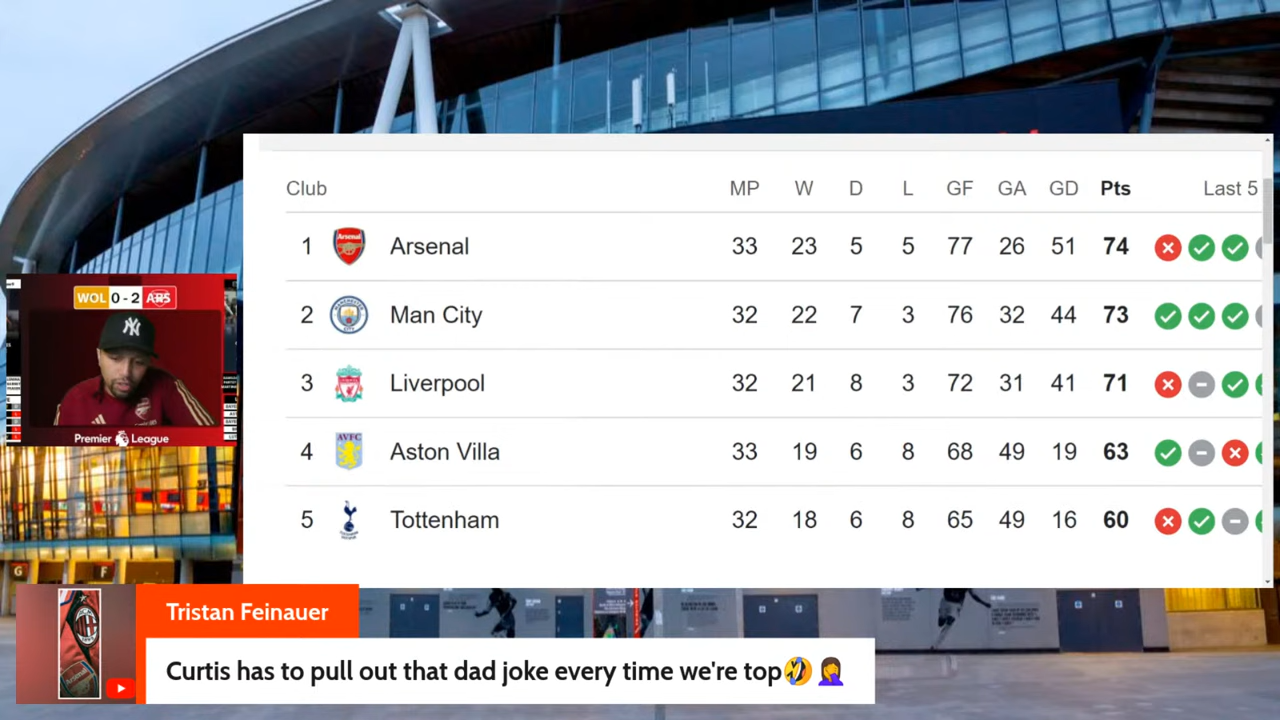 Club MP W D L GF GA GD Pts Last 5
1 Arsenal 33 23 5 5 77 26 51 74
2 Man City 32 22 7 3 76 32 44 73
3 Liverpool 32 21 8 3 72 31 41 71
4 AVFC Aston Villa 33 19 6 8 68 49 19 63
5 Tottenham 32 18 6 8 65 49 16 60
WOL 0 - 2 ARS
Premier League
G F
Tristan Feinauer
Curtis has to pull out that dad joke every time we're top🤣🤦‍♀️